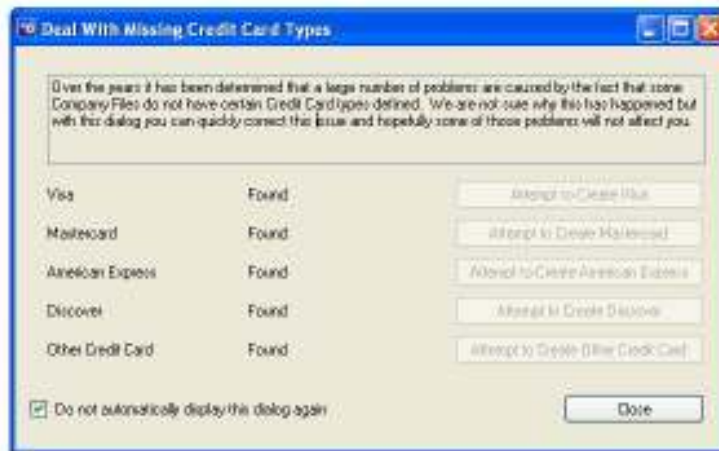 Deal With Missing Credit Card Types
Over the years it has been determined that a large number of problems are caused by the fact that some
Company Files do not have certain Credit Card types defined. We are not sure why this has happened but
with this dialog you can quickly correct this issue and hopefully some of those problems will not affect you.
Visa Found Attempt to Create Visa
Mastercard Found Attempt to Create Mastercard
American Express Found Attempt to Create American Express
Discover Found Attempt to Create Discover
Other Credit Card Found Attempt to Create Other Credit Card
Do not automatically display this dialog again Close